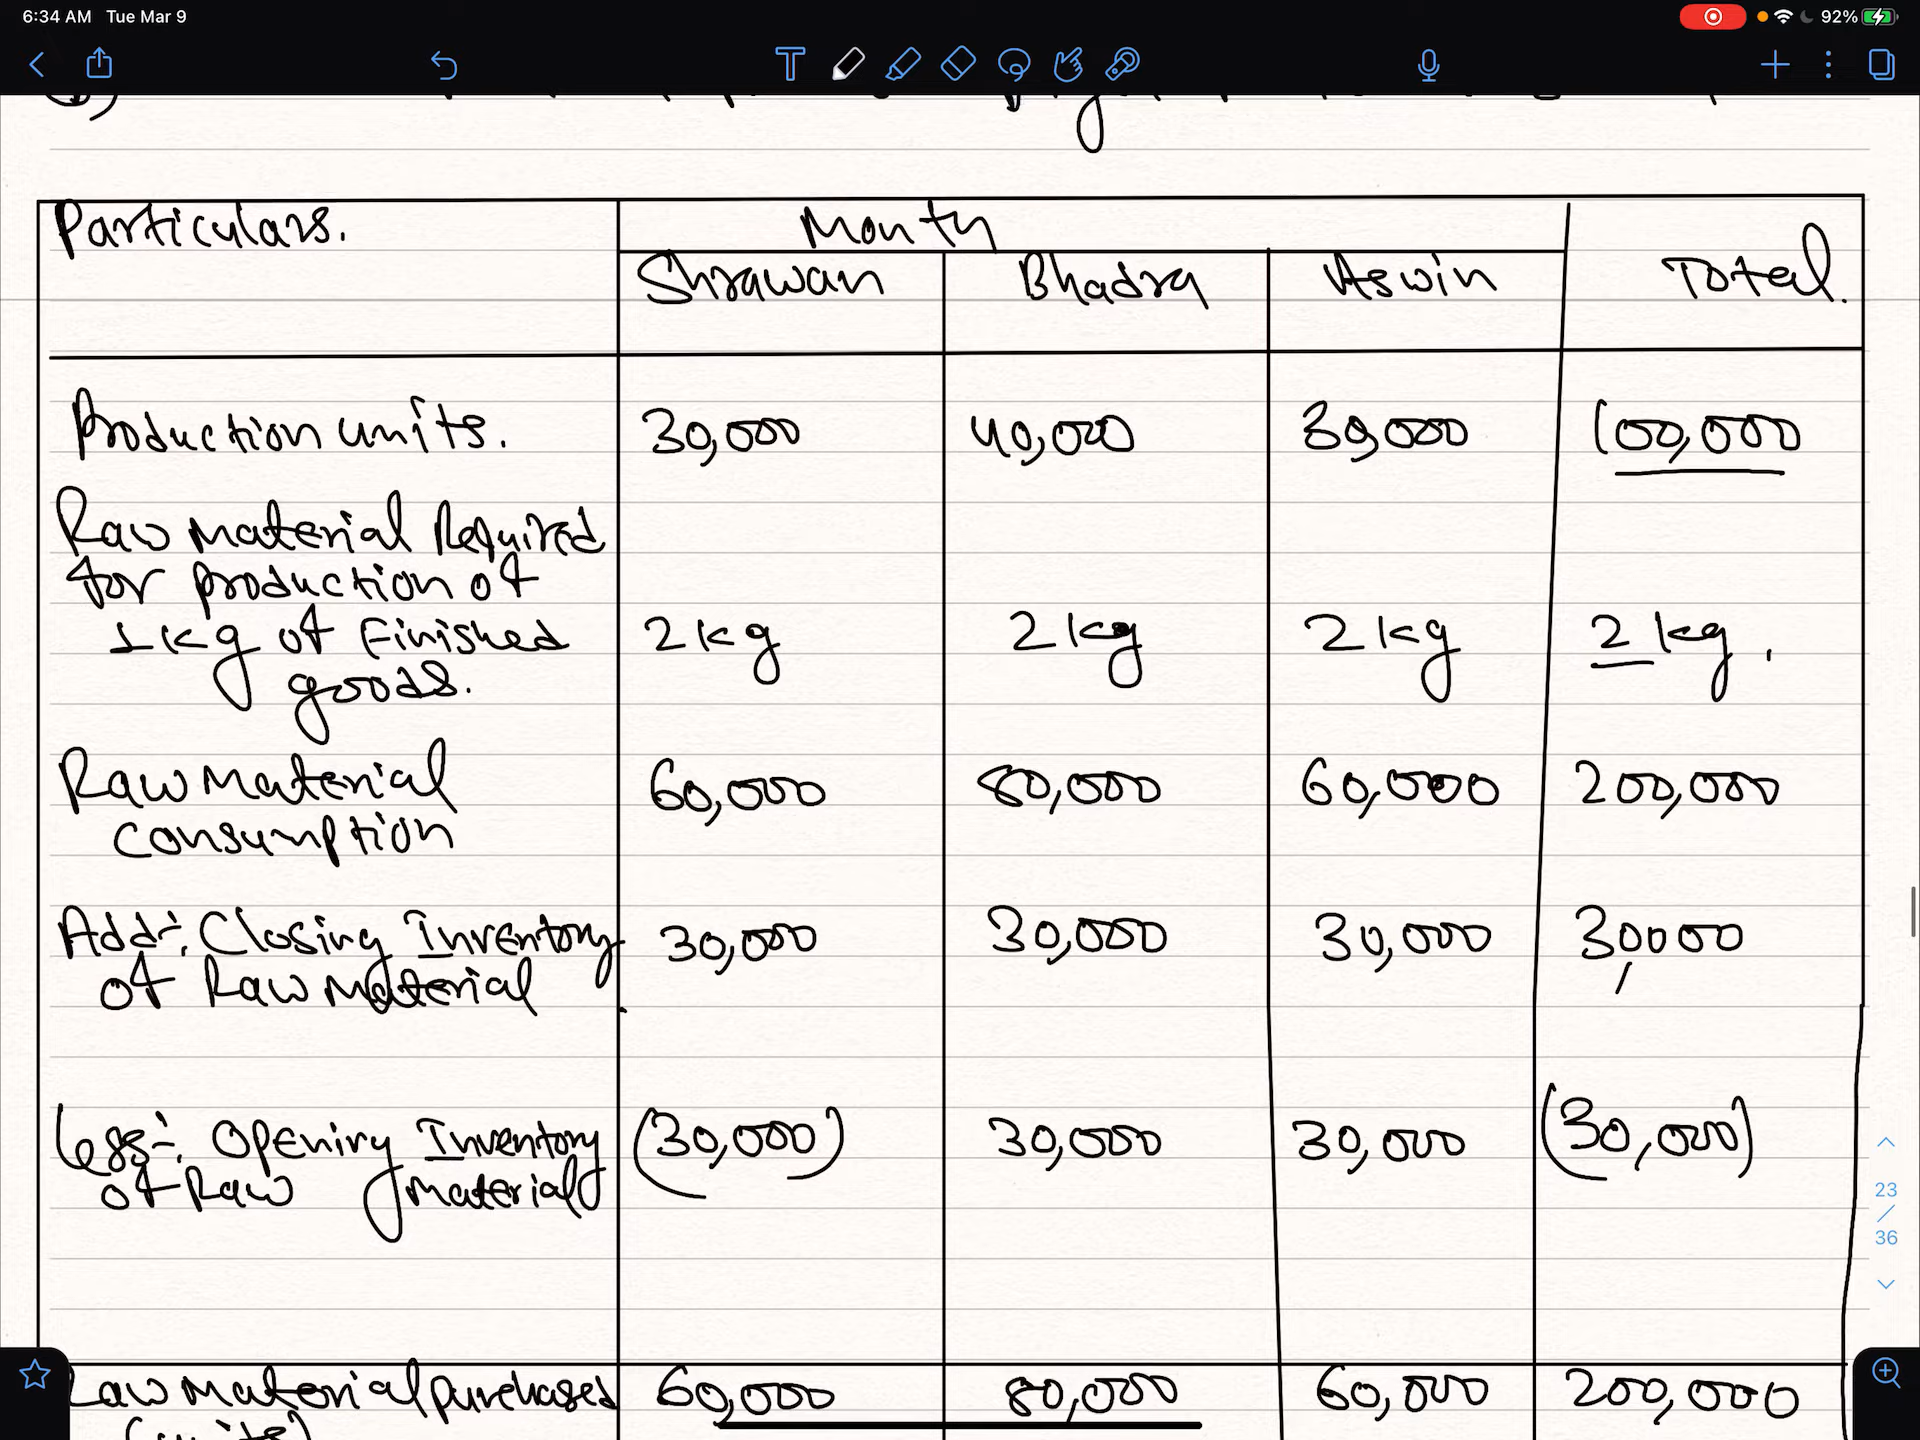 6:34 AM Tue Mar 9
92%
T
Particulars. Month
Shrawan Bhadra Aswin Total.
Production units. 30,000 40,000 30,000 100,000
Raw Material Required
for production of
1 kg of Finished 2 kg 2 kg 2 kg 2 kg.
goods.
Raw Material 60,000 80,000 60,000 200,000
consumption
Add:- Closing Inventory 30,000 30,000 30,000 30,000
of Raw Material
Less:- Opening Inventory (30,000) 30,000 30,000 (30,000)
of Raw Material
23
/
36
Raw Material purchased 60,000 80,000 60,000 200,000
(units)